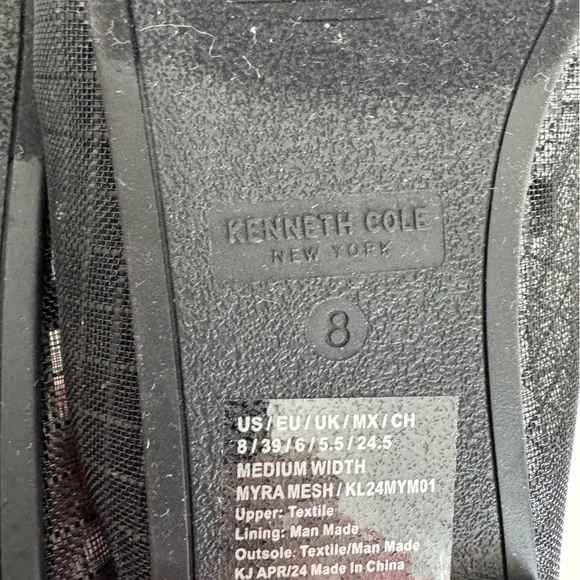 KENNETH COLE
NEW YORK
8
US / EU / UK / MX / CH
8 / 39 / 6 / 5.5 / 24.5
MEDIUM WIDTH
MYRA MESH / KL24MYM01
Upper: Textile
Lining: Man Made
Outsole: Textile/Man Made
KJ APR/24 Made In China